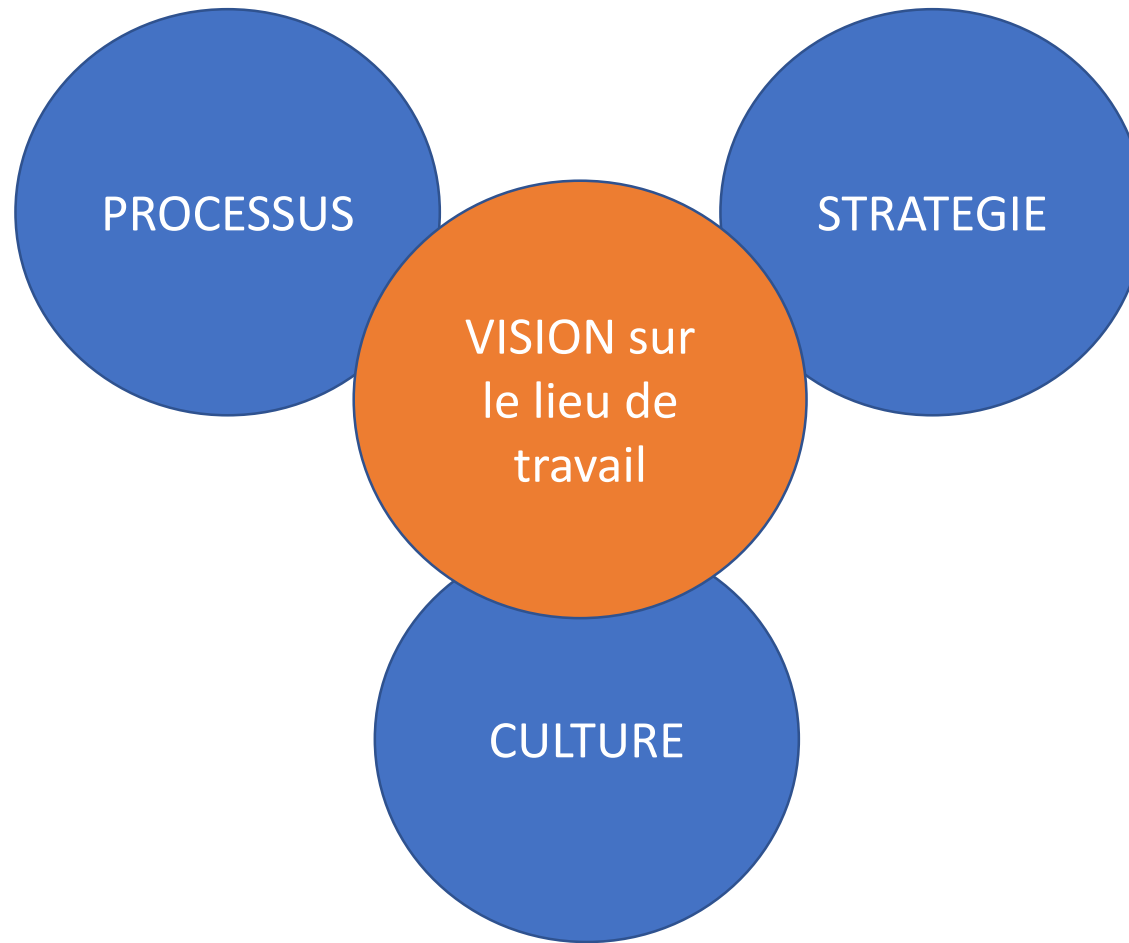 PROCESSUS
STRATEGIE
VISION sur
le lieu de
travail
CULTURE